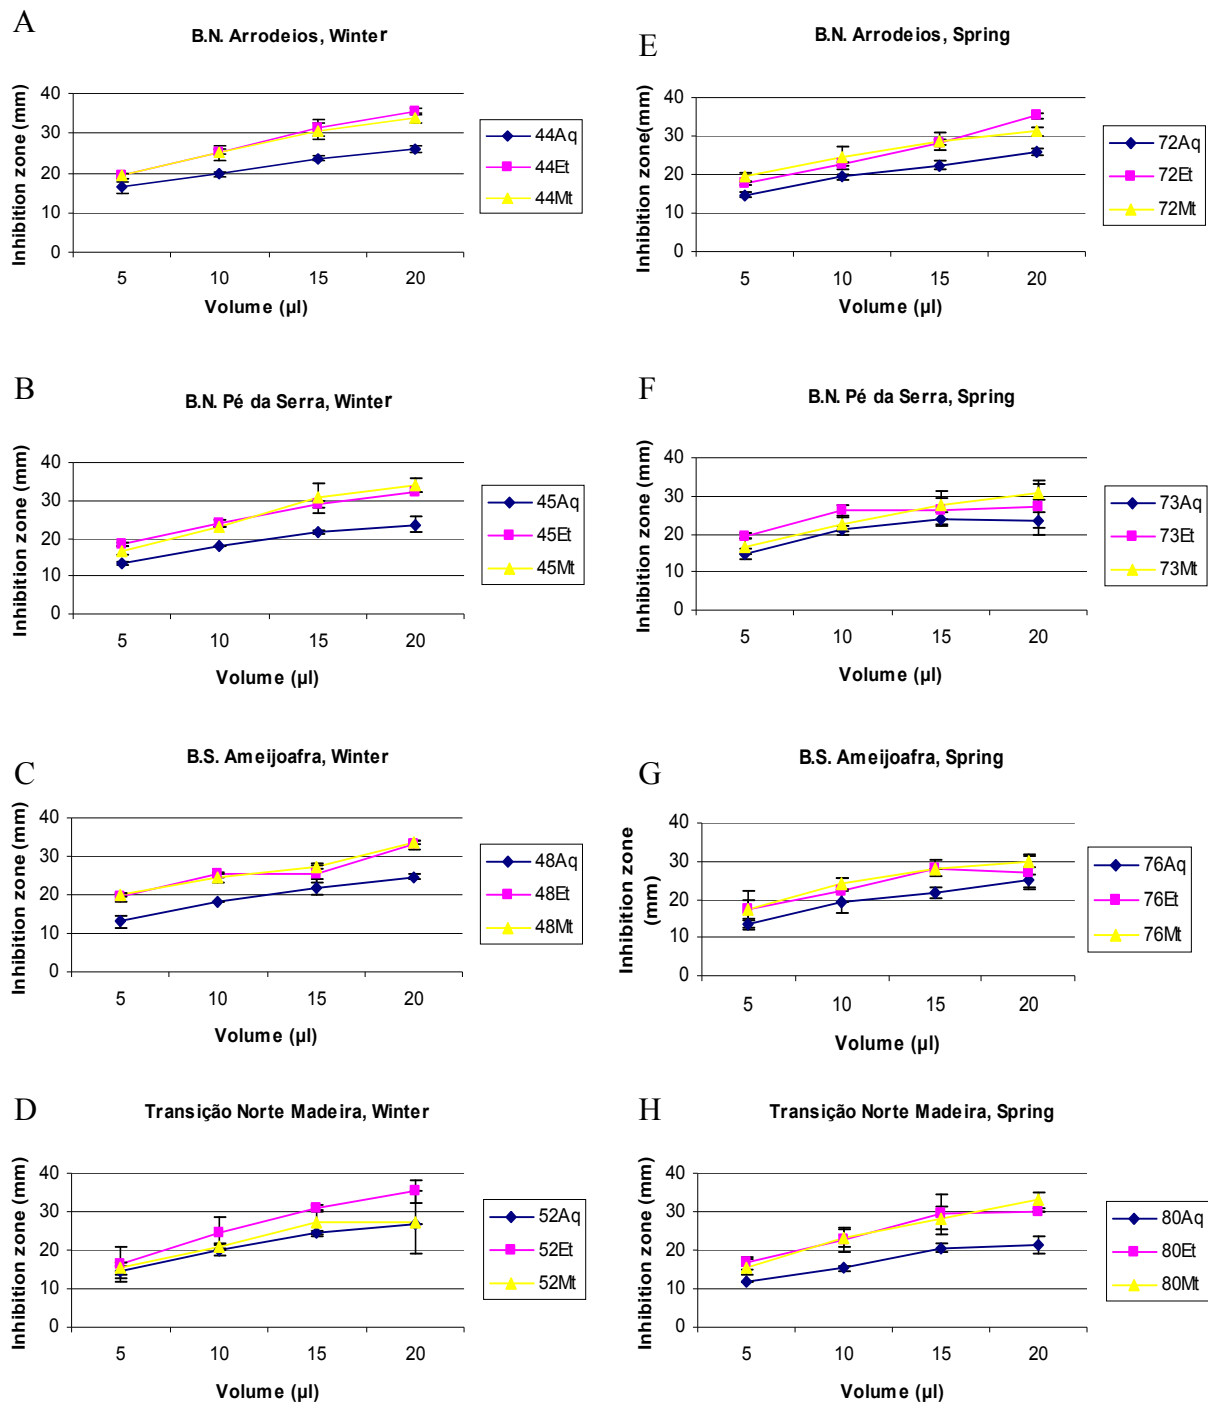 A
B.N. Arrodeios, Winter
Inhibition zone (mm)
40
30
20
10
0
5 10 15 20
Volume (µl)
44Aq
44Et
44Mt
E
B.N. Arrodeios, Spring
Inhibition zone(mm)
40
30
20
10
0
5 10 15 20
Volume (µl)
72Aq
72Et
72Mt
B
B.N. Pé da Serra, Winter
Inhibition zone (mm)
40
30
20
10
0
5 10 15 20
Volume (µl)
45Aq
45Et
45Mt
F
B.N. Pé da Serra, Spring
Inhibition zone (mm)
40
30
20
10
0
5 10 15 20
Volume (µl)
73Aq
73Et
73Mt
C
B.S. Ameijoafra, Winter
Inhibition zone (mm)
40
30
20
10
0
5 10 15 20
Volume (µl)
48Aq
48Et
48Mt
G
B.S. Ameijoafra, Spring
Inhibition zone
(mm)
40
30
20
10
0
5 10 15 20
Volume (µl)
76Aq
76Et
76Mt
D
Transição Norte Madeira, Winter
Inhibition zone (mm)
40
30
20
10
0
5 10 15 20
Volume (µl)
52Aq
52Et
52Mt
H
Transição Norte Madeira, Spring
Inhibition zone (mm)
40
30
20
10
0
5 10 15 20
Volume (µl)
80Aq
80Et
80Mt